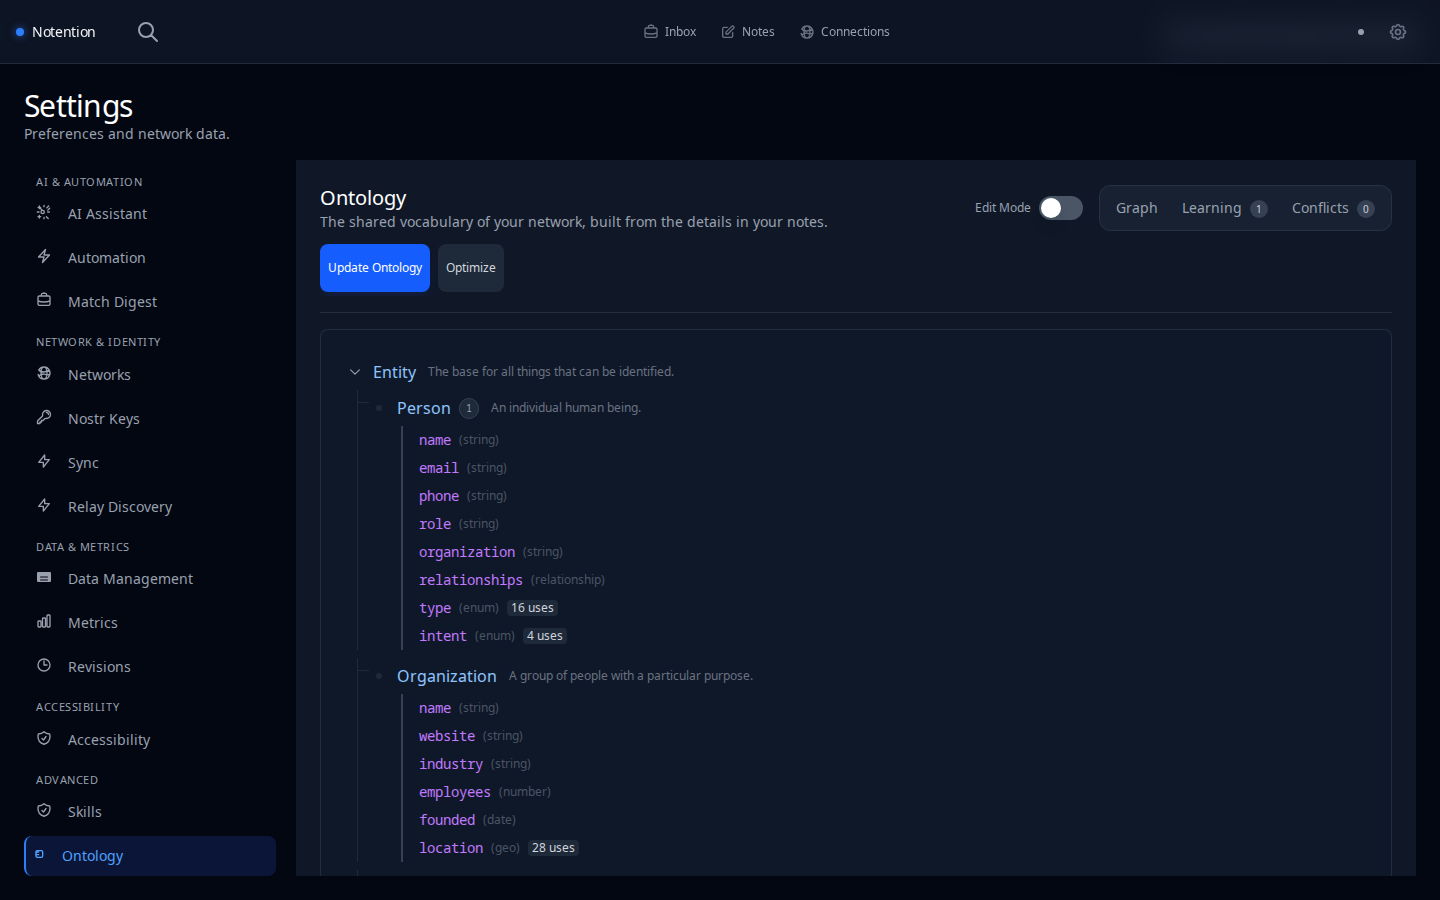 Notention
Inbox
Notes
Connections
Settings
Preferences and network data.
AI & AUTOMATION
AI Assistant
Automation
Match Digest
NETWORK & IDENTITY
Networks
Nostr Keys
Sync
Relay Discovery
DATA & METRICS
Data Management
Metrics
Revisions
ACCESSIBILITY
Accessibility
ADVANCED
Skills
Ontology
Ontology
The shared vocabulary of your network, built from the details in your notes.
Edit Mode
Graph
Learning 1
Conflicts 0
Update Ontology
Optimize
Entity The base for all things that can be identified.
Person 1 An individual human being.
name (string)
email (string)
phone (string)
role (string)
organization (string)
relationships (relationship)
type (enum) 16 uses
intent (enum) 4 uses
Organization A group of people with a particular purpose.
name (string)
website (string)
industry (string)
employees (number)
founded (date)
location (geo) 28 uses